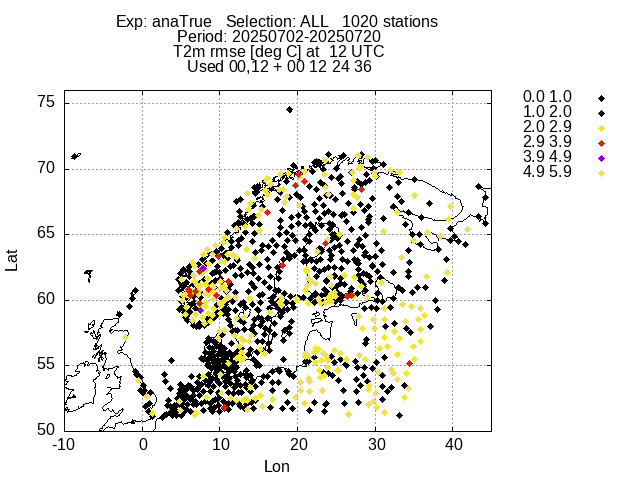 Exp: anaTrue   Selection: ALL   1020 stations
Period: 20250702-20250720
T2m rmse [deg C] at  12 UTC
Used 00,12 + 00 12 24 36
0.0 1.0
1.0 2.0
2.0 2.9
2.9 3.9
3.9 4.9
4.9 5.9
75
70
65
60
55
50
Lat
-10 0 10 20 30 40
Lon